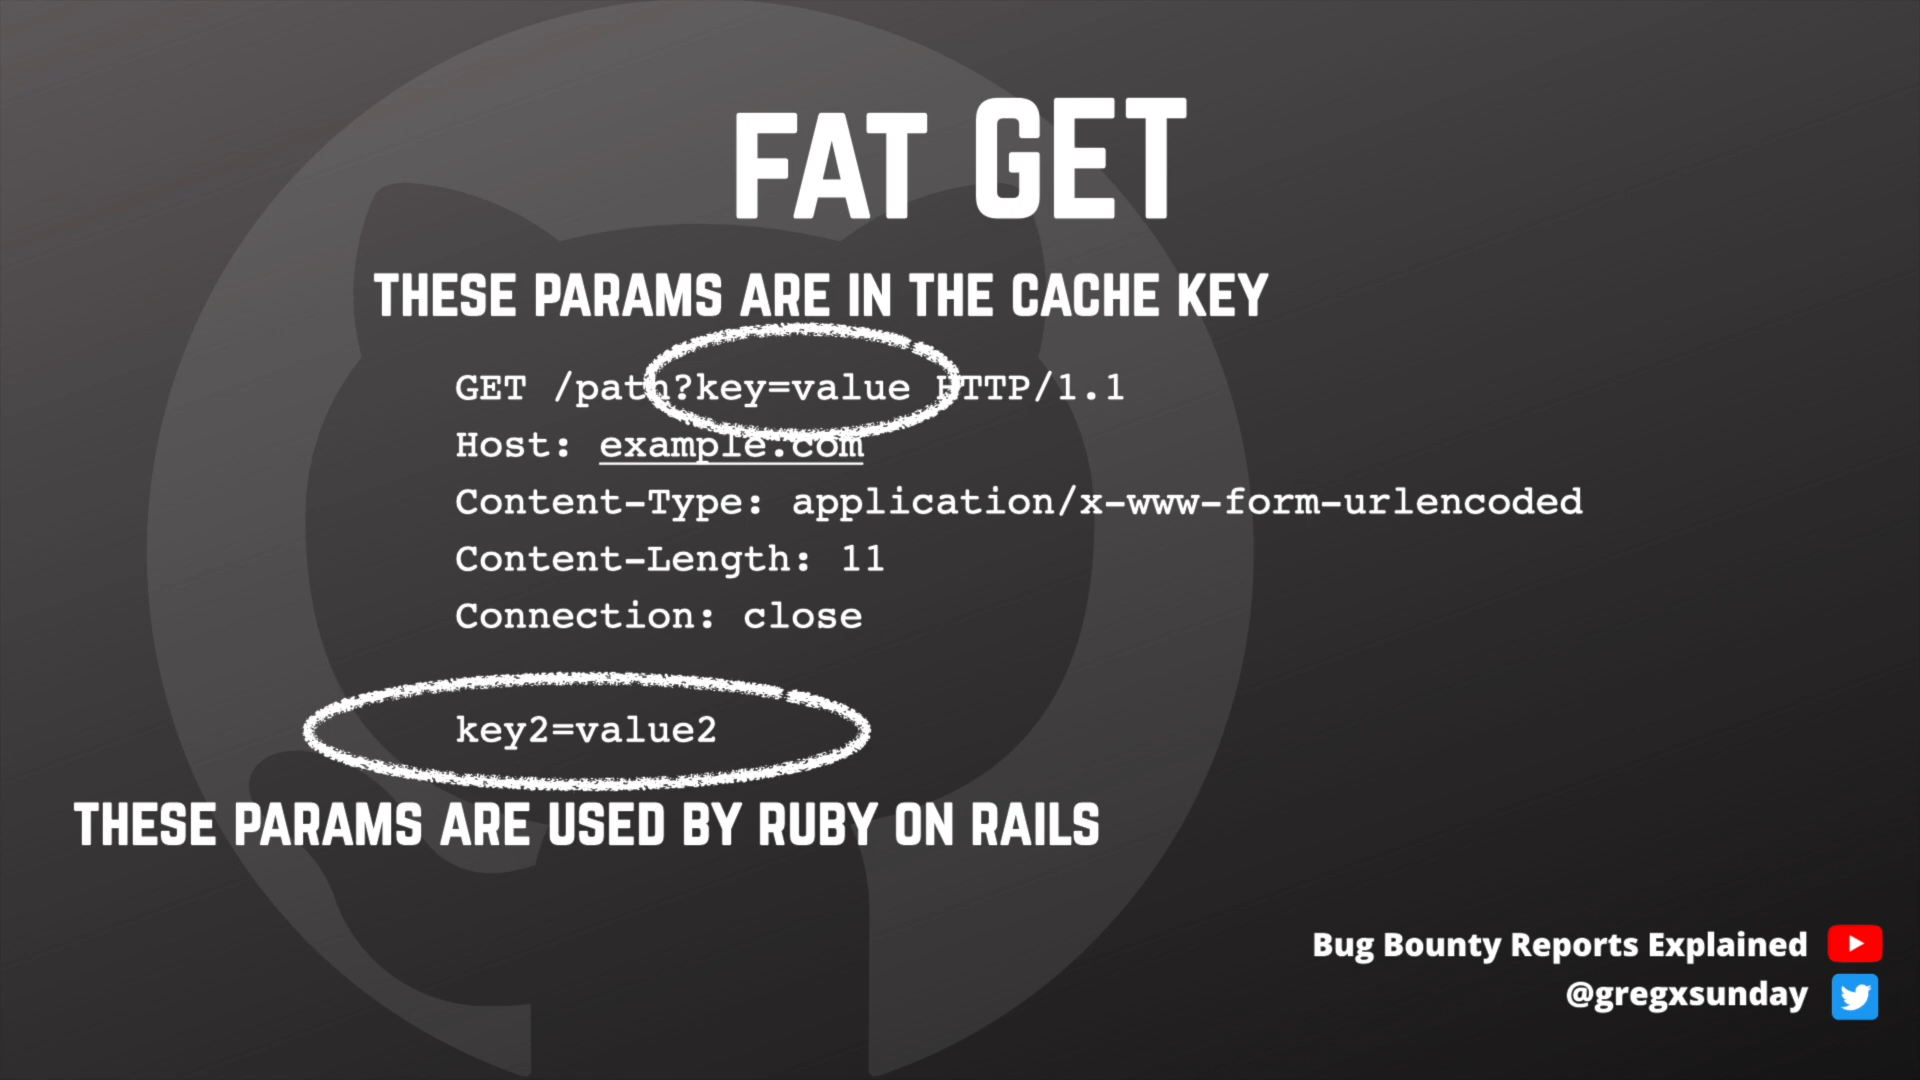 FAT GET
THESE PARAMS ARE IN THE CACHE KEY
GET /path?key=value HTTP/1.1
Host: example.com
Content-Type: application/x-www-form-urlencoded
Content-Length: 11
Connection: close
key2=value2
THESE PARAMS ARE USED BY RUBY ON RAILS
Bug Bounty Reports Explained
@gregxsunday